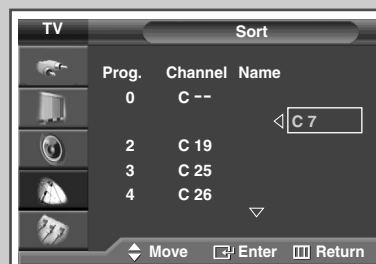 TV Sort
Prog. Channel Name
0 C --
C 7
2 C 19
3 C 25
4 C 26
Move Enter Return